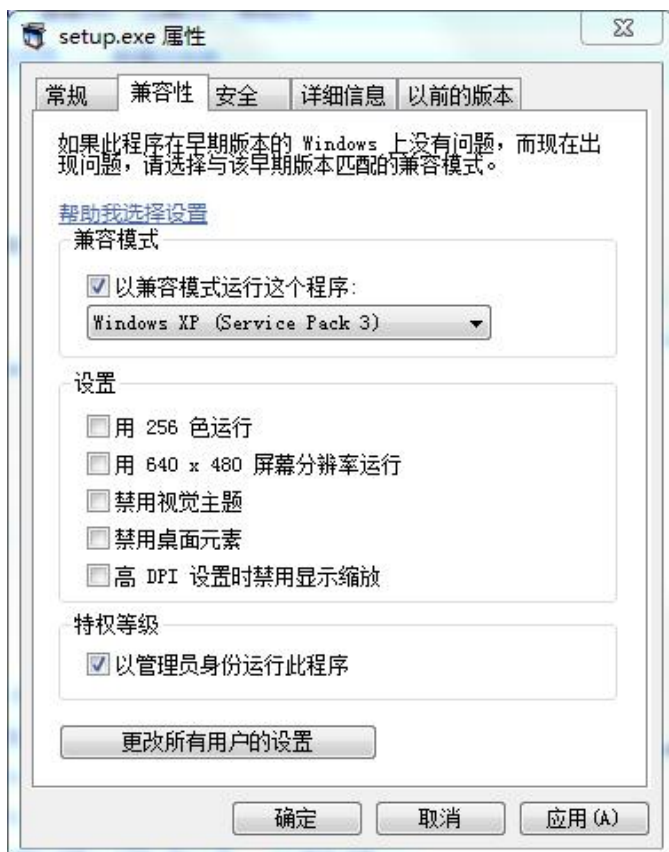 setup.exe 属性
常规 兼容性 安全 详细信息 以前的版本
如果此程序在早期版本的 Windows 上没有问题，而现在出
现问题，请选择与该早期版本匹配的兼容模式。
帮助我选择设置
兼容模式
以兼容模式运行这个程序:
Windows XP (Service Pack 3)
设置
用 256 色运行
用 640 x 480 屏幕分辨率运行
禁用视觉主题
禁用桌面元素
高 DPI 设置时禁用显示缩放
特权等级
以管理员身份运行此程序
更改所有用户的设置
确定 取消 应用(A)